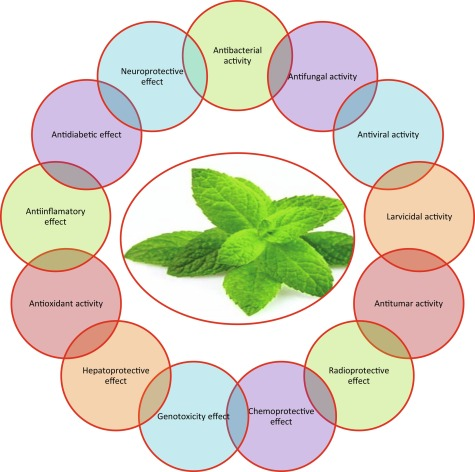 Antibacterial
activity
Antifungal activity
Antiviral activity
Larvicidal activity
Antitumar activity
Radioprotective
effect
Chemoprotective
effect
Genotoxicity effect
Hepatoprotective
effect
Antioxidant activity
Antiinflamatory
effect
Antidiabetic effect
Neuroprotective
effect